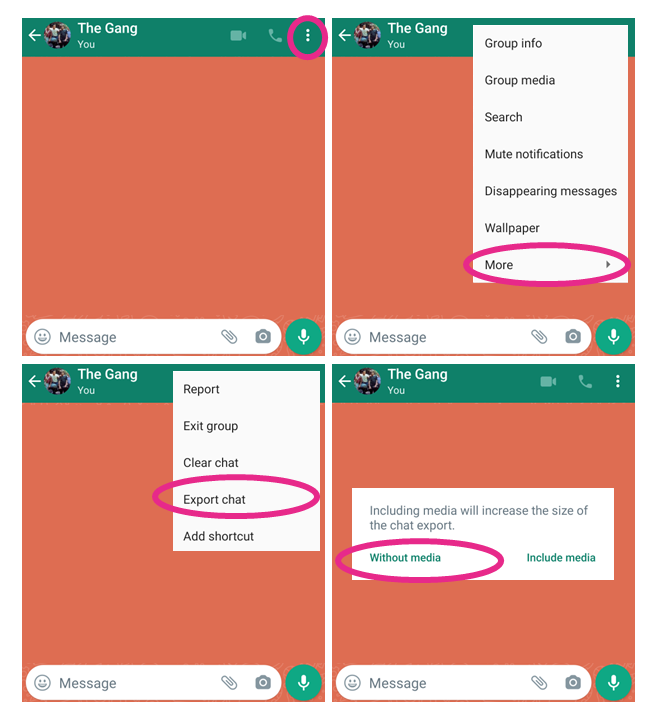 The Gang
You
Message
The Gang
You
Group info
Group media
Search
Mute notifications
Disappearing messages
Wallpaper
More
Message
The Gang
You
Report
Exit group
Clear chat
Export chat
Add shortcut
Message
The Gang
You
Including media will increase the size of
the chat export.
Without media
Include media
Message